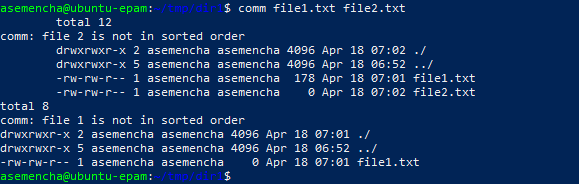 asemencha@ubuntu-epam:$ comm file1.txt file2.txt
        total 12
comm: file 2 is not in sorted order
        drwxrwxr-x 2 asemencha asemencha 4096 Apr 18 07:02 ./
        drwxrwxr-x 5 asemencha asemencha 4096 Apr 18 06:52 ../
        -rw-rw-r-- 1 asemencha asemencha  178 Apr 18 07:01 file1.txt
        -rw-rw-r-- 1 asemencha asemencha    0 Apr 18 07:02 file2.txt
total 8
comm: file 1 is not in sorted order
drwxrwxr-x 2 asemencha asemencha 4096 Apr 18 07:01 ./
drwxrwxr-x 5 asemencha asemencha 4096 Apr 18 06:52 ../
-rw-rw-r-- 1 asemencha asemencha    0 Apr 18 07:01 file1.txt
asemencha@ubuntu-epam:$